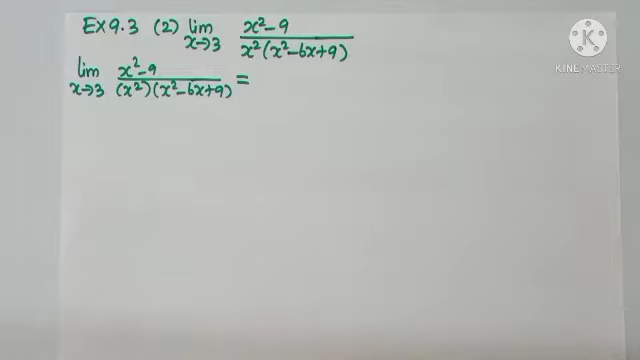 Ex 9.3 (2) lim x→3 x²-9 / x²(x²-6x+9)
lim x→3 x²-9 / (x²)(x²-6x+9) =
KINEMASTER